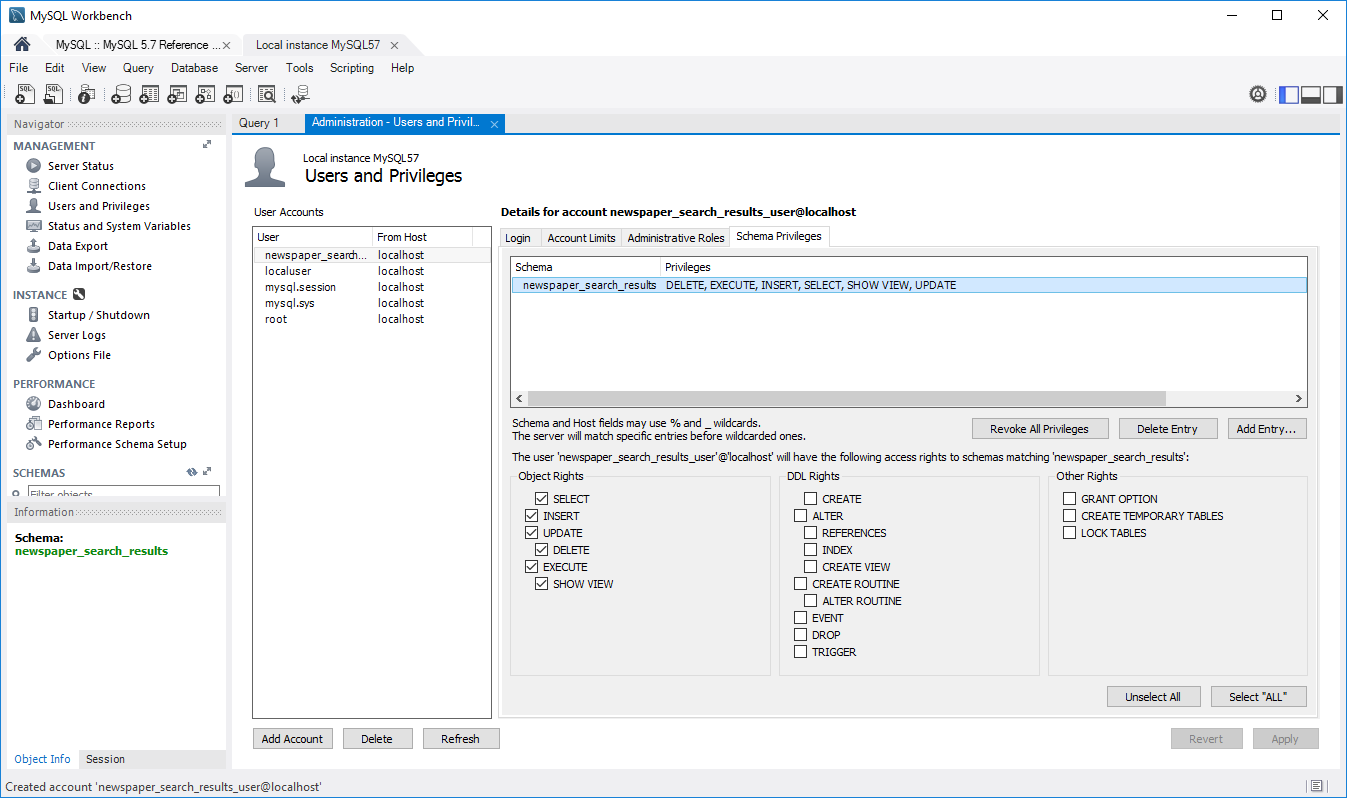 MySQL Workbench
MySQL :: MySQL 5.7 Reference ... Local instance MySQL57
File Edit View Query Database Server Tools Scripting Help
Navigator
MANAGEMENT
Server Status
Client Connections
Users and Privileges
Status and System Variables
Data Export
Data Import/Restore
INSTANCE
Startup / Shutdown
Server Logs
Options File
PERFORMANCE
Dashboard
Performance Reports
Performance Schema Setup
SCHEMAS
Filter objects
Information
Schema:
newspaper_search_results
Object Info Session
Query 1 Administration - Users and Privil...
Local instance MySQL57
Users and Privileges
User Accounts
User From Host
newspaper_search... localhost
localuser localhost
mysql.session localhost
mysql.sys localhost
root localhost
Add Account Delete Refresh
Details for account newspaper_search_results_user@localhost
Login Account Limits Administrative Roles Schema Privileges
Schema Privileges
newspaper_search_results DELETE, EXECUTE, INSERT, SELECT, SHOW VIEW, UPDATE
Schema and Host fields may use % and _ wildcards.
The server will match specific entries before wildcarded ones.
Revoke All Privileges Delete Entry Add Entry...
The user 'newspaper_search_results_user'@'localhost' will have the following access rights to schemas matching 'newspaper_search_results':
Object Rights
SELECT
INSERT
UPDATE
DELETE
EXECUTE
SHOW VIEW
DDL Rights
CREATE
ALTER
REFERENCES
INDEX
CREATE VIEW
CREATE ROUTINE
ALTER ROUTINE
EVENT
DROP
TRIGGER
Other Rights
GRANT OPTION
CREATE TEMPORARY TABLES
LOCK TABLES
Unselect All Select "ALL"
Revert Apply
Created account 'newspaper_search_results_user@localhost'